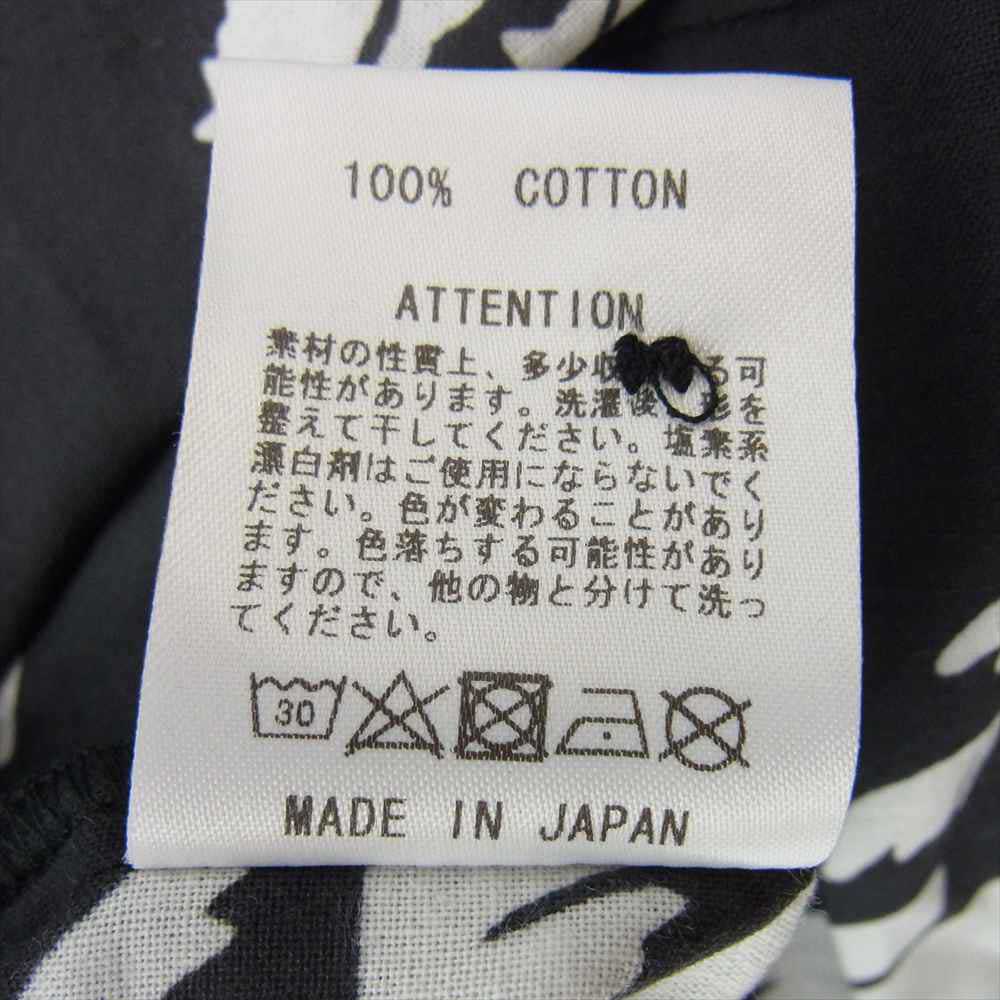 100% COTTON
ATTENTION
素材の性質上、多少収る可
能性があります。洗濯後形を
整えて干してください。塩素系
漂白剤はご使用にならないでく
ださい。色が変わることがあり
ます。色落ちする可能性があり
ますので、他の物と分けて洗っ
てください。
30
MADE IN JAPAN